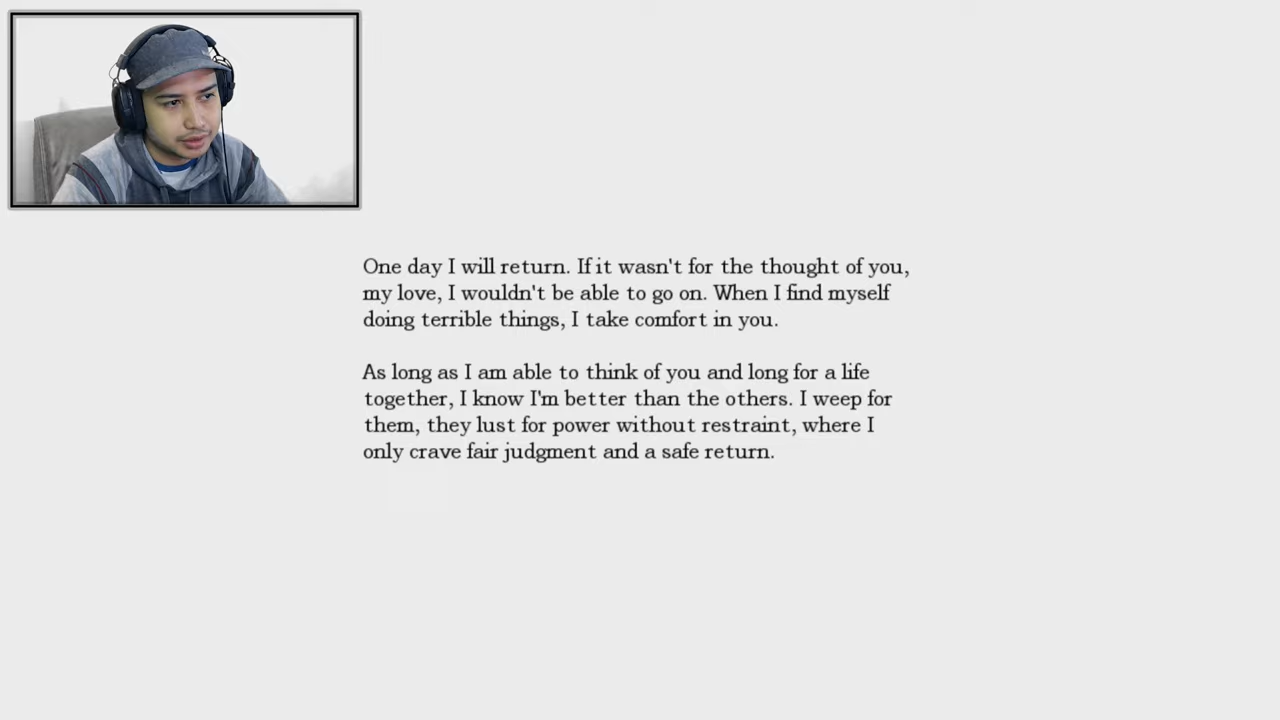 One day I will return. If it wasn't for the thought of you,
my love, I wouldn't be able to go on. When I find myself
doing terrible things, I take comfort in you.
As long as I am able to think of you and long for a life
together, I know I'm better than the others. I weep for
them, they lust for power without restraint, where I
only crave fair judgment and a safe return.